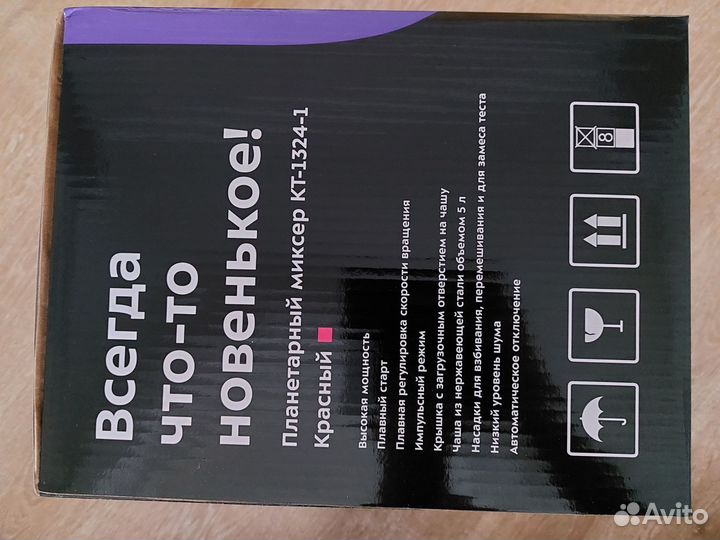 Всегда
что-то
новенькое!
Планетарный миксер КТ-1324-1
Красный
Высокая мощность
Плавный старт
Плавная регулировка скорости вращения
Импульсный режим
Крышка с загрузочным отверстием на чашу
Чаша из нержавеющей стали объемом 5 л
Насадки для взбивания, перемешивания и для замеса теста
Низкий уровень шума
Автоматическое отключение
8
Avito